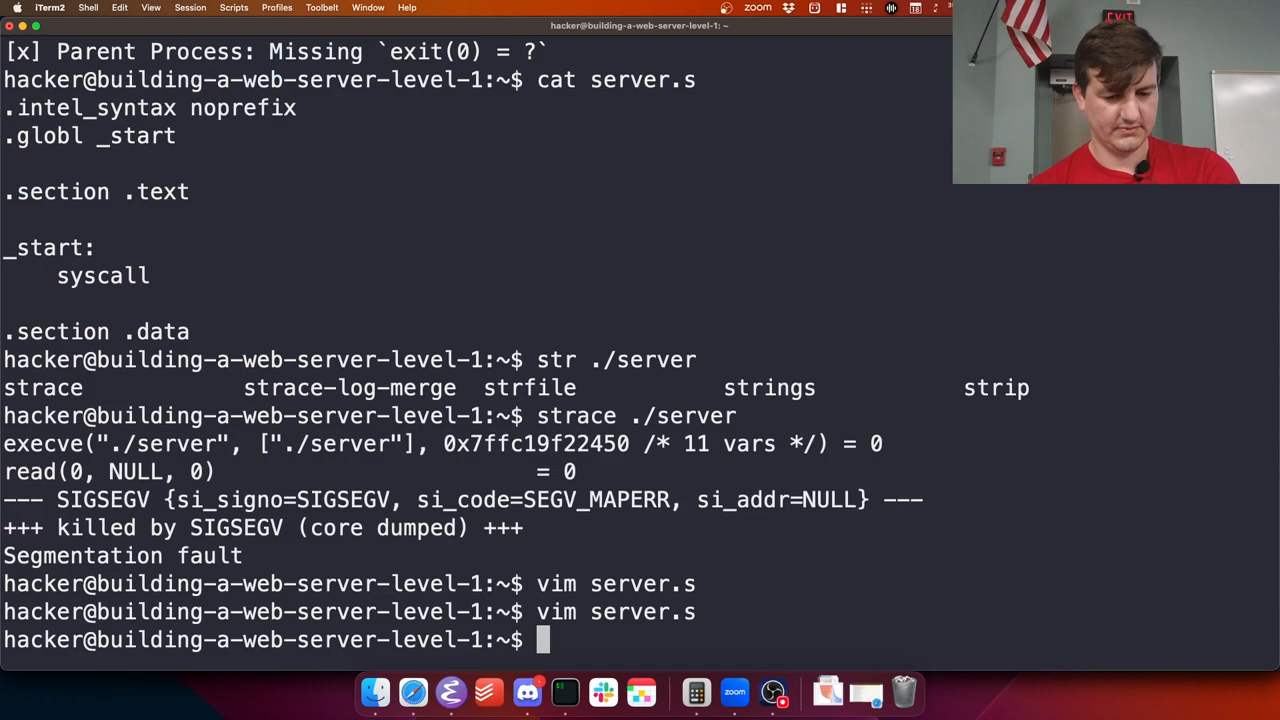 iTerm2 Shell Edit View Session Scripts Profiles Toolbelt Window Help zoom 18
hacker@building-a-web-server-level-1: ~
[x] Parent Process: Missing `exit(0) = ?`
hacker@building-a-web-server-level-1:~$ cat server.s
.intel_syntax noprefix
.globl _start
.section .text
_start:
syscall
.section .data
hacker@building-a-web-server-level-1:~$ str ./server
strace strace-log-merge strfile strings strip
hacker@building-a-web-server-level-1:~$ strace ./server
execve("./server", ["./server"], 0x7ffc19f22450 /* 11 vars */) = 0
read(0, NULL, 0) = 0
--- SIGSEGV {si_signo=SIGSEGV, si_code=SEGV_MAPERR, si_addr=NULL} ---
+++ killed by SIGSEGV (core dumped) +++
Segmentation fault
hacker@building-a-web-server-level-1:~$ vim server.s
hacker@building-a-web-server-level-1:~$ vim server.s
hacker@building-a-web-server-level-1:~$
EXIT
zoom